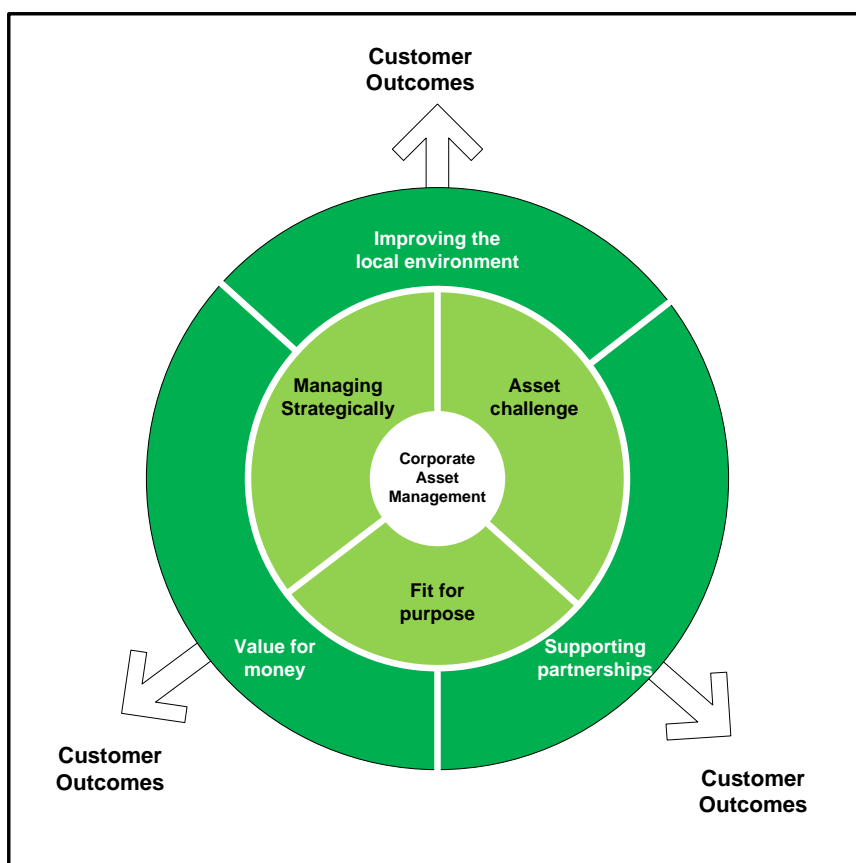 Customer
Outcomes
Improving the
local environment
Managing
Strategically
Asset
challenge
Corporate
Asset
Management
Fit for
purpose
Value for
money
Supporting
partnerships
Customer
Outcomes
Customer
Outcomes